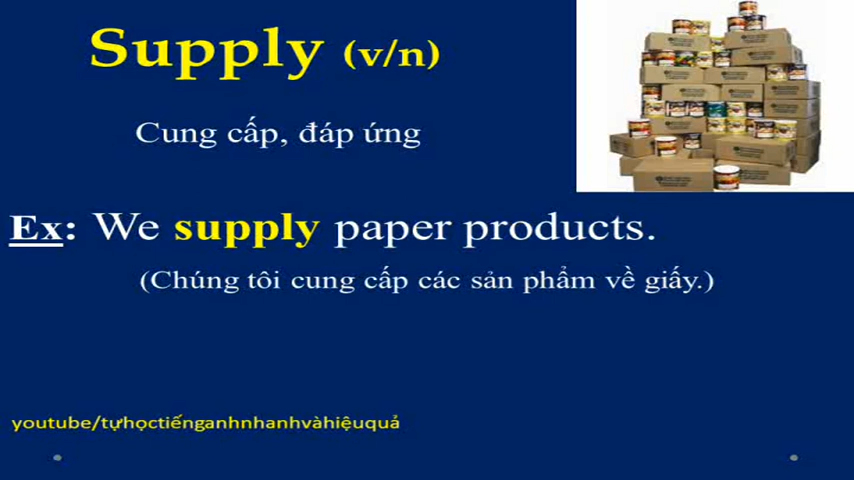 Supply (v/n)
Cung cấp, đáp ứng
Ex: We supply paper products.
(Chúng tôi cung cấp các sản phẩm về giấy.)
youtube/tựhọctiếnganhnhanhvàhiệuquả